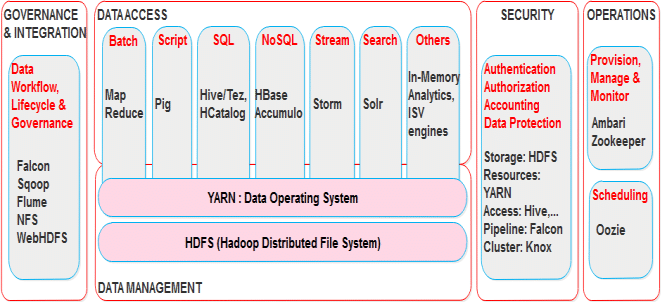 GOVERNANCE
& INTEGRATION
Data
Workflow,
Lifecycle &
Governance
Falcon
Sqoop
Flume
NFS
WebHDFS
DATA ACCESS
Batch
Map
Reduce
Script
Pig
SQL
Hive/Tez,
HCatalog
NoSQL
HBase
Accumulo
Stream
Storm
Search
Solr
Others
In-Memory
Analytics,
ISV
engines
YARN : Data Operating System
HDFS (Hadoop Distributed File System)
DATA MANAGEMENT
SECURITY
Authentication
Authorization
Accounting
Data Protection
Storage: HDFS
Resources:
YARN
Access: Hive,...
Pipeline: Falcon
Cluster: Knox
OPERATIONS
Provision,
Manage &
Monitor
Ambari
Zookeeper
Scheduling
Oozie